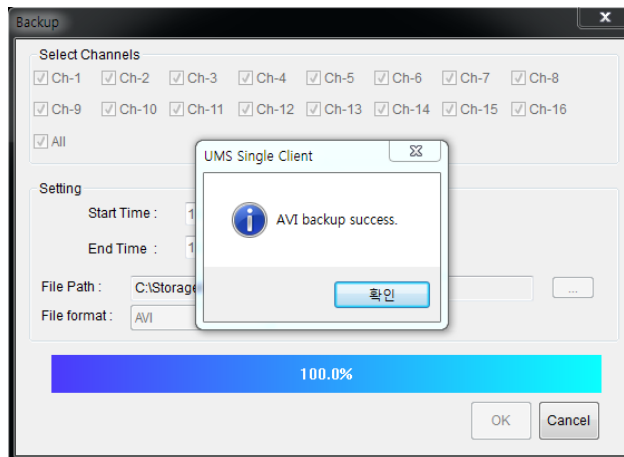 Backup
Select Channels
Ch-1 Ch-2 Ch-3 Ch-4 Ch-5 Ch-6 Ch-7 Ch-8
Ch-9 Ch-10 Ch-11 Ch-12 Ch-13 Ch-14 Ch-15 Ch-16
All
UMS Single Client
AVI backup success.
확인
Setting
Start Time : 1
End Time : 1
File Path : C:\Storage ...
File format : AVI
100.0%
OK Cancel